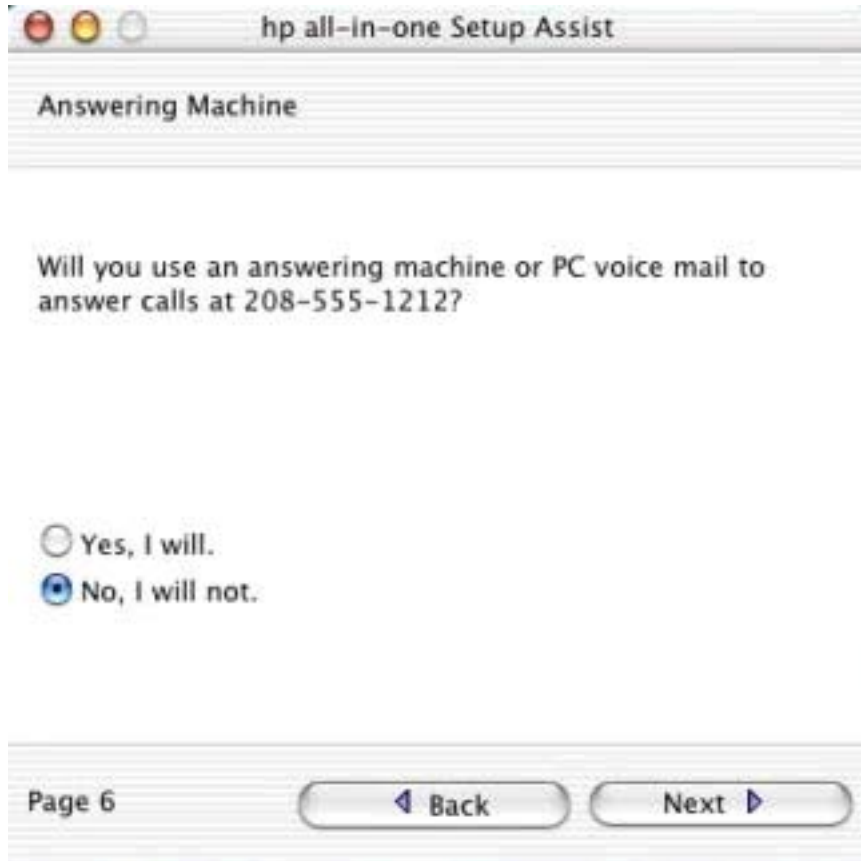 hp all-in-one Setup Assist
Answering Machine
Will you use an answering machine or PC voice mail to
answer calls at 208-555-1212?
Yes, I will.
No, I will not.
Page 6
Back
Next